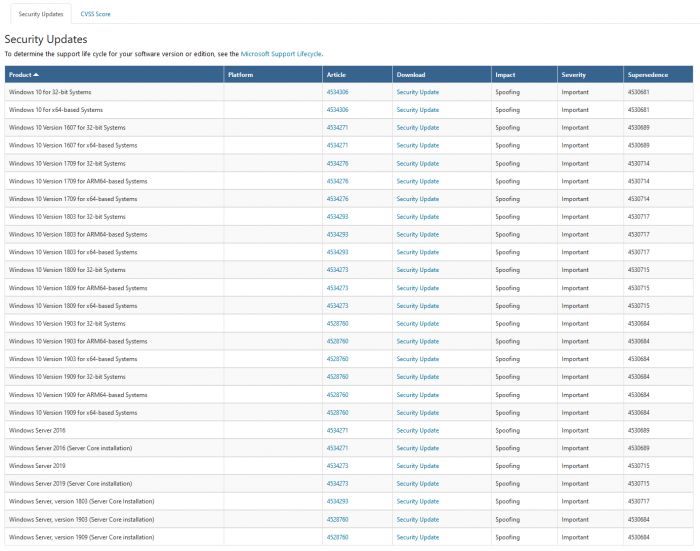 Security Updates CVSS Score
Security Updates
To determine the support life cycle for your software version or edition, see the Microsoft Support Lifecycle.
Product Platform Article Download Impact Severity Supersedence
Windows 10 for 32-bit Systems 4534306 Security Update Spoofing Important 4530681
Windows 10 for x64-based Systems 4534306 Security Update Spoofing Important 4530681
Windows 10 Version 1607 for 32-bit Systems 4534271 Security Update Spoofing Important 4530689
Windows 10 Version 1607 for x64-based Systems 4534271 Security Update Spoofing Important 4530689
Windows 10 Version 1709 for 32-bit Systems 4534276 Security Update Spoofing Important 4530714
Windows 10 Version 1709 for ARM64-based Systems 4534276 Security Update Spoofing Important 4530714
Windows 10 Version 1709 for x64-based Systems 4534276 Security Update Spoofing Important 4530714
Windows 10 Version 1803 for 32-bit Systems 4534293 Security Update Spoofing Important 4530717
Windows 10 Version 1803 for ARM64-based Systems 4534293 Security Update Spoofing Important 4530717
Windows 10 Version 1803 for x64-based Systems 4534293 Security Update Spoofing Important 4530717
Windows 10 Version 1809 for 32-bit Systems 4534273 Security Update Spoofing Important 4530715
Windows 10 Version 1809 for ARM64-based Systems 4534273 Security Update Spoofing Important 4530715
Windows 10 Version 1809 for x64-based Systems 4534273 Security Update Spoofing Important 4530715
Windows 10 Version 1903 for 32-bit Systems 4528760 Security Update Spoofing Important 4530684
Windows 10 Version 1903 for ARM64-based Systems 4528760 Security Update Spoofing Important 4530684
Windows 10 Version 1903 for x64-based Systems 4528760 Security Update Spoofing Important 4530684
Windows 10 Version 1909 for 32-bit Systems 4528760 Security Update Spoofing Important 4530684
Windows 10 Version 1909 for ARM64-based Systems 4528760 Security Update Spoofing Important 4530684
Windows 10 Version 1909 for x64-based Systems 4528760 Security Update Spoofing Important 4530684
Windows Server 2016 4534271 Security Update Spoofing Important 4530689
Windows Server 2016 (Server Core installation) 4534271 Security Update Spoofing Important 4530689
Windows Server 2019 4534273 Security Update Spoofing Important 4530715
Windows Server 2019 (Server Core installation) 4534273 Security Update Spoofing Important 4530715
Windows Server, version 1803 (Server Core Installation) 4534293 Security Update Spoofing Important 4530717
Windows Server, version 1903 (Server Core installation) 4528760 Security Update Spoofing Important 4530684
Windows Server, version 1909 (Server Core installation) 4528760 Security Update Spoofing Important 4530684